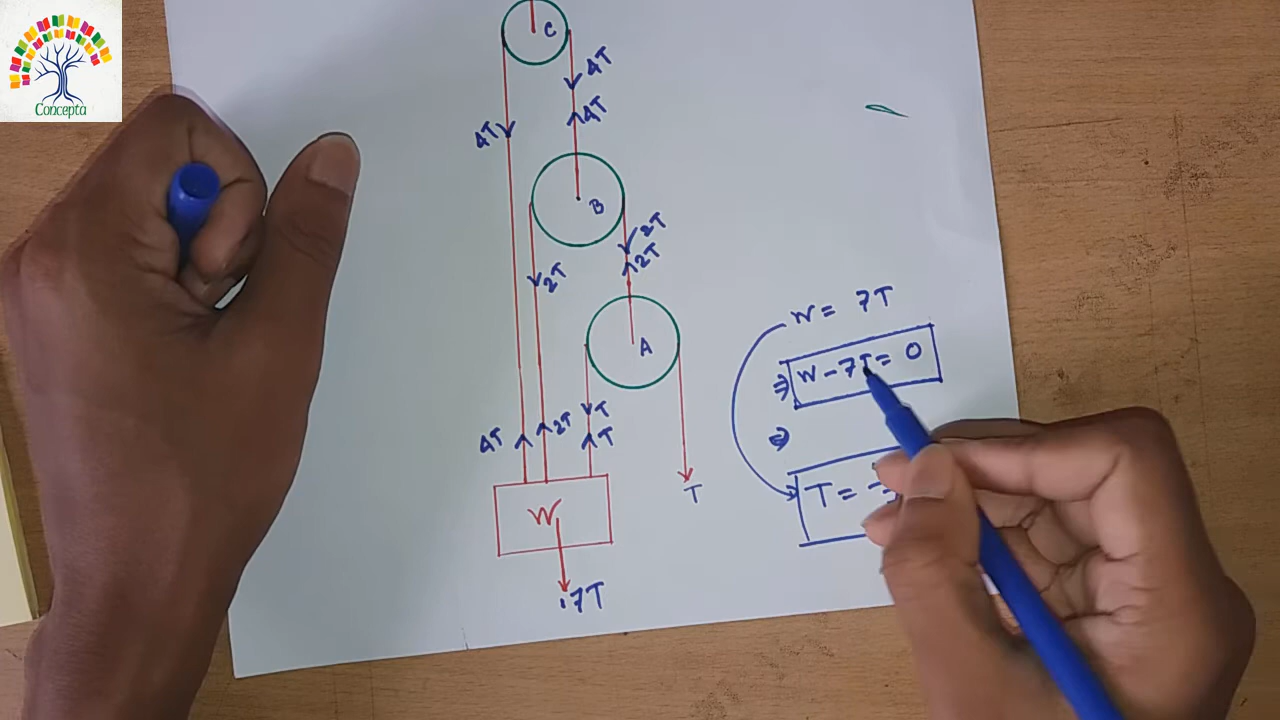 Concepta
C
4T
4T
4T
B
2T
2T
2T
A
W = 7T
⇒ W - 7T = 0
⇒
T
4T
2T
T
T =
T
W
7T